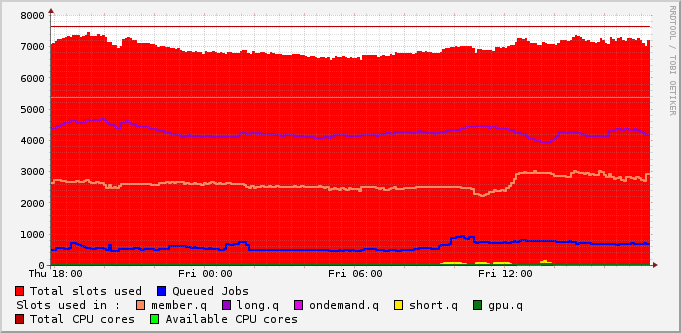 8000
7000
6000
5000
4000
3000
2000
1000
0
Thu 18:00 Fri 00:00 Fri 06:00 Fri 12:00
Total slots used Queued Jobs
Slots used in : member.q long.q ondemand.q short.q gpu.q
Total CPU cores Available CPU cores
RRDTOOL / TOBI OETIKER